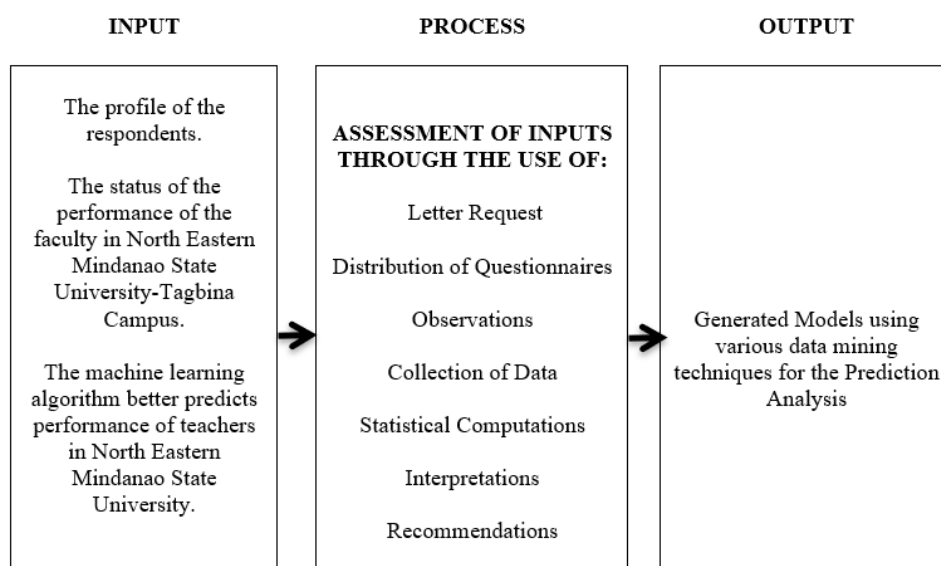 INPUT
The profile of the
respondents.
The status of the
performance of the
faculty in North Eastern
Mindanao State
University-Tagbina
Campus.
The machine learning
algorithm better predicts
performance of teachers
in North Eastern
Mindanao State
University.
PROCESS
ASSESSMENT OF INPUTS
THROUGH THE USE OF:
Letter Request
Distribution of Questionnaires
Observations
Collection of Data
Statistical Computations
Interpretations
Recommendations
OUTPUT
Generated Models using
various data mining
techniques for the Prediction
Analysis